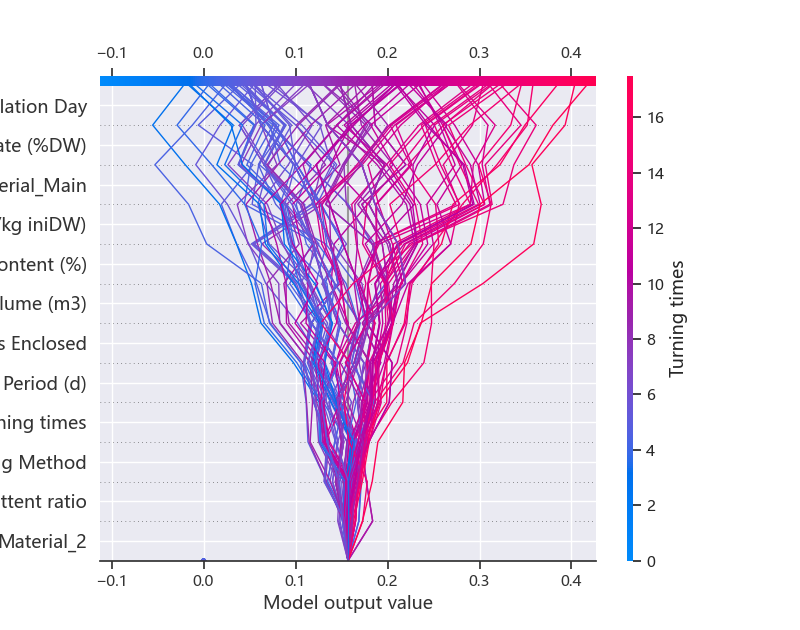 −0.1 0.0 0.1 0.2 0.3 0.4
lation Day
ate (%DW)
erial_Main
/kg iniDW)
ontent (%)
lume (m3)
s Enclosed
Period (d)
ning times
g Method
ttent ratio
Material_2
−0.1 0.0 0.1 0.2 0.3 0.4
Model output value
16
14
12
10
8
6
4
2
0
Turning times